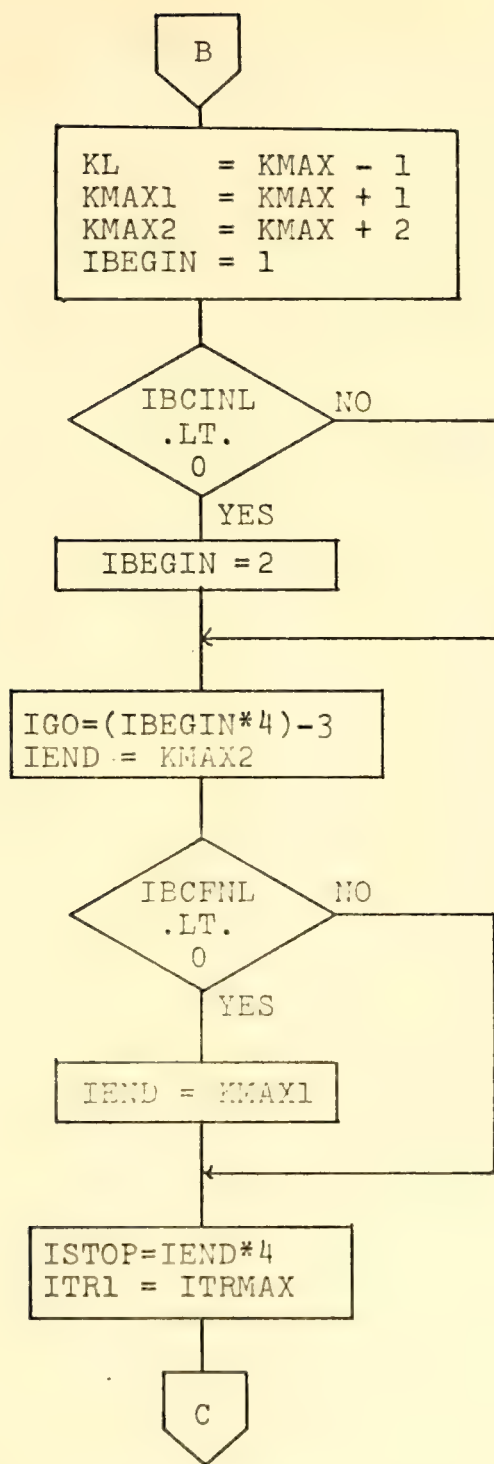 B
KL = KMAX - 1
KMAX1 = KMAX + 1
KMAX2 = KMAX + 2
IBEGIN = 1
IBCINL
.LT.
0
NO
YES
IBEGIN =2
IGO=(IBEGIN*4)-3
IEND = KMAX2
IBCFNL
.LT.
0
NO
YES
IEND = KMAX1
ISTOP=IEND*4
ITR1 = ITRMAX
C